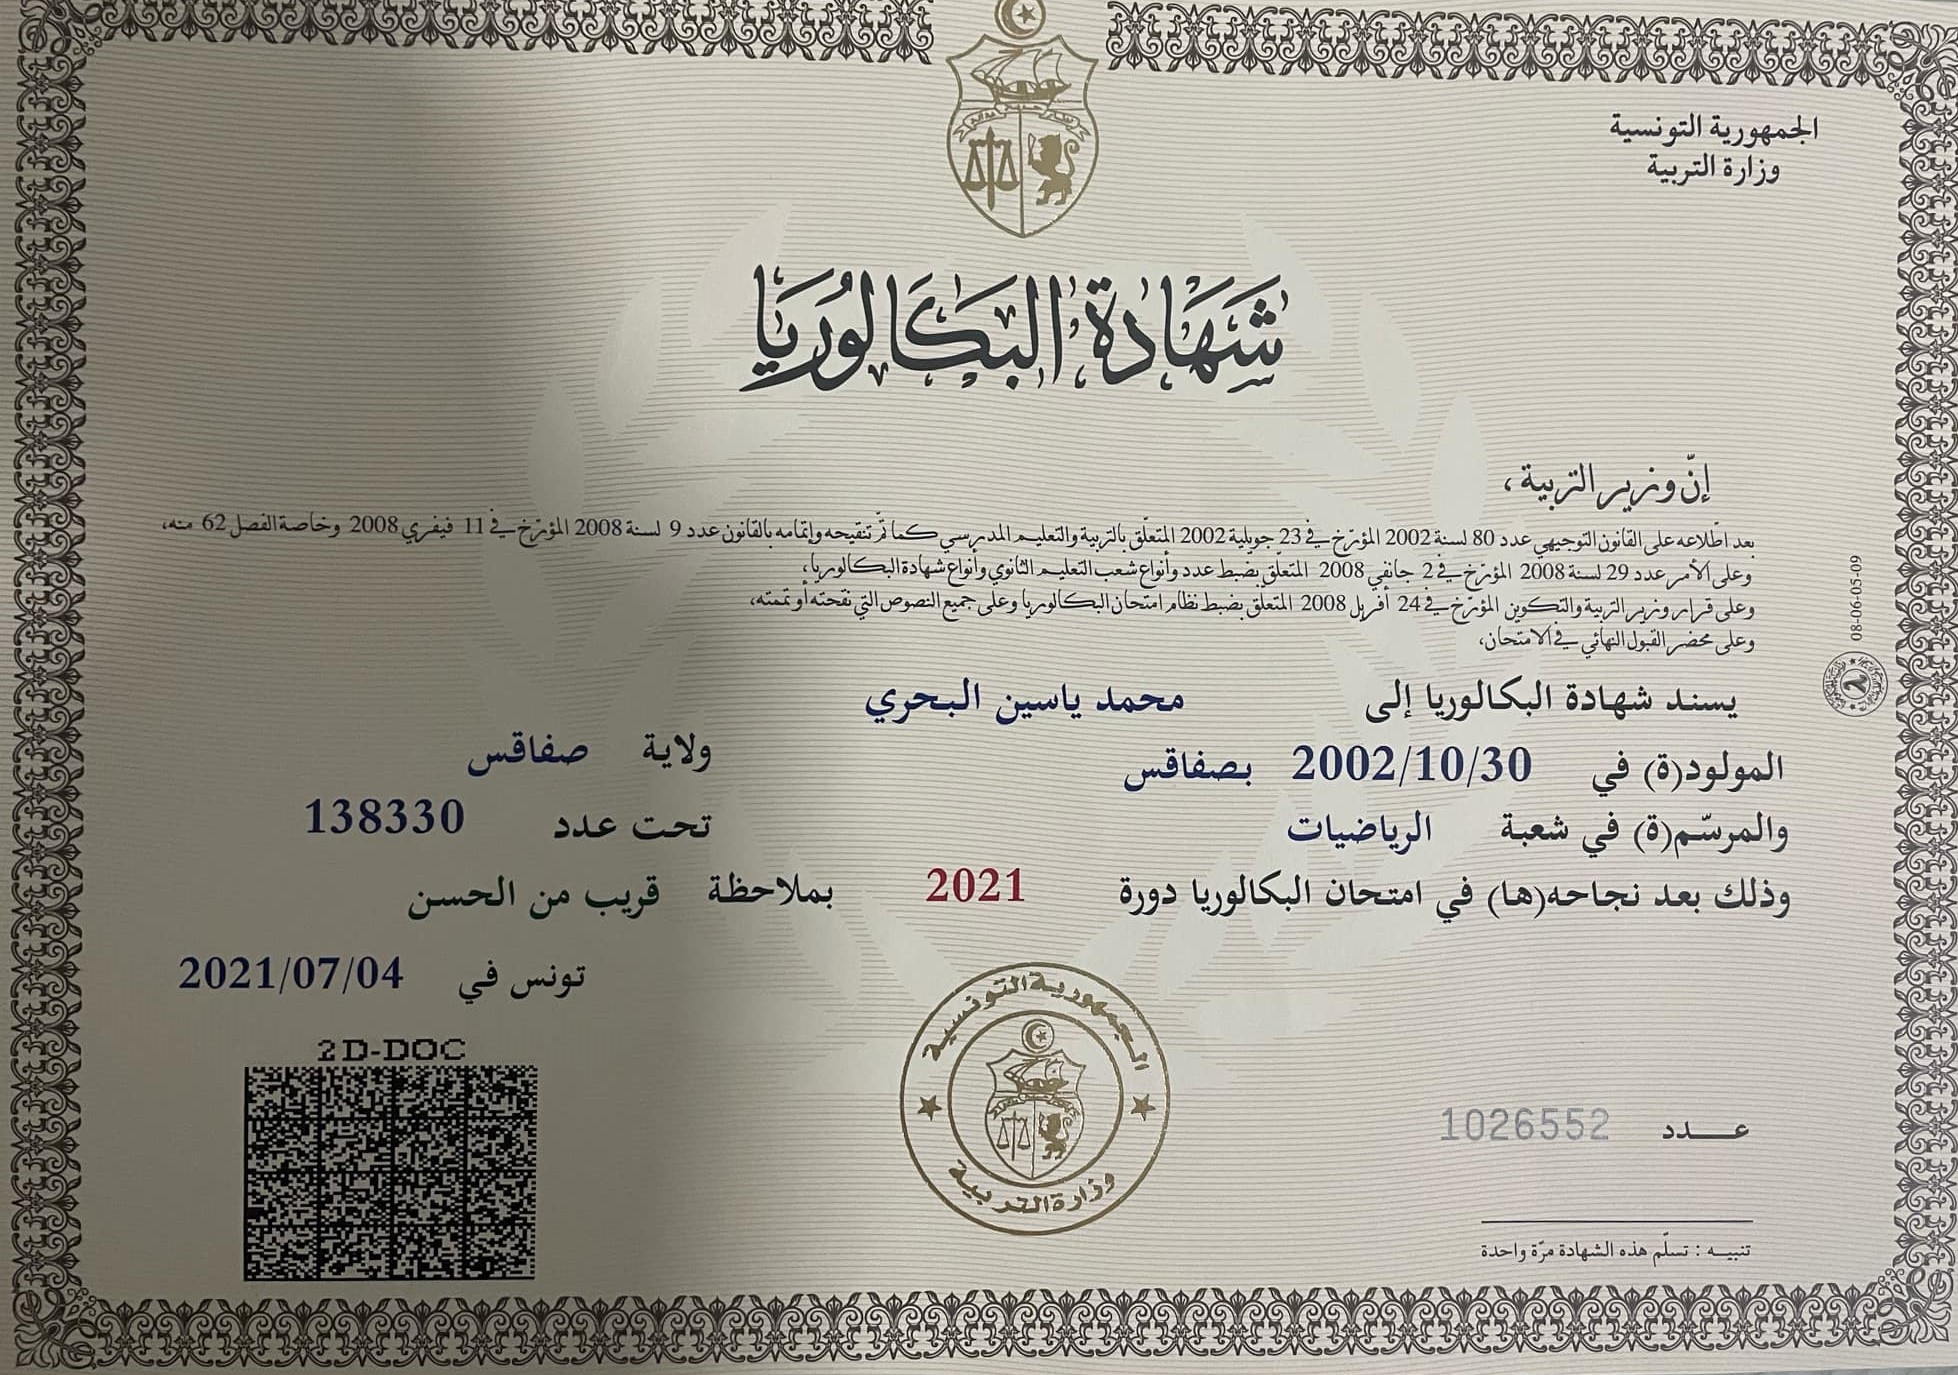 الجمهورية التونسية
وزارة التربية
شَهَادَة البَكَالُورِيَا
إنّ وزير التربية،
بعد اطّلاعه على القانون التوجيهي عدد 80 لسنة 2002 المؤرّخ في 23 جويلية 2002 المتعلّق بالتربية والتعليم المدرسي كما تمّ تنقيحه وإتمامه بالقانون عدد 9 لسنة 2008 المؤرّخ في 11 فيفري 2008 وخاصة الفصل 62 منه،
وعلى الأمر عدد 29 لسنة 2008 المؤرّخ في 2 جانفي 2008 المتعلّق بضبط عدد وأنواع شعب التعليم الثانوي وأنواع شهادة البكالوريا،
وعلى قرار وزير التربية والتكوين المؤرّخ في 24 أفريل 2008 المتعلّق بضبط نظام امتحان البكالوريا وعلى جميع النصوص التي نقحته أو تممته،
وعلى محضر القبول النهائي في الامتحان،
يسند شهادة البكالوريا إلى محمد ياسين البحري
المولود(ة) في 2002/10/30 بصفاقس ولاية صفاقس
والمرسّم(ة) في شعبة الرياضيات تحت عدد 138330
وذلك بعد نجاحه(ها) في امتحان البكالوريا دورة 2021 بملاحظة قريب من الحسن
تونس في 2021/07/04
2D-DOC
الجمهورية التونسية
وزارة التربية
عدد 1026552
تنبيه : تسلّم هذه الشهادة مرّة واحدة
08-06-05-09